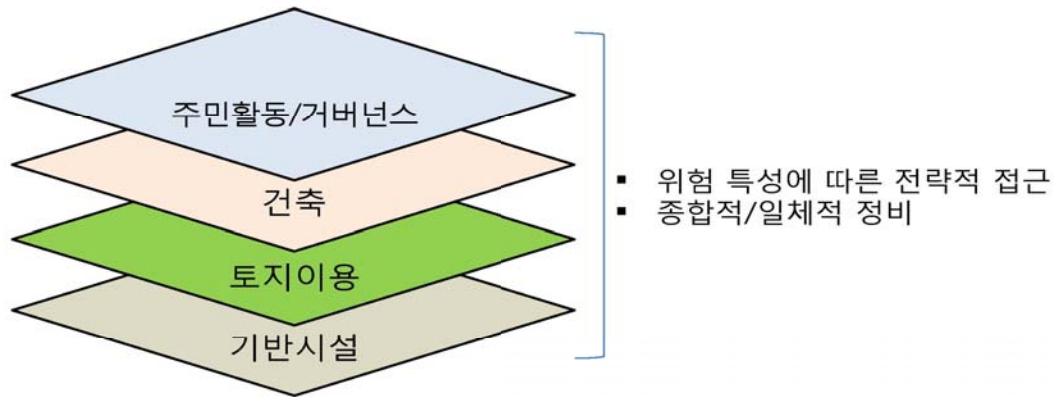 주민활동/거버넌스
건축
토지이용
기반시설
▪ 위험 특성에 따른 전략적 접근
▪ 종합적/일체적 정비